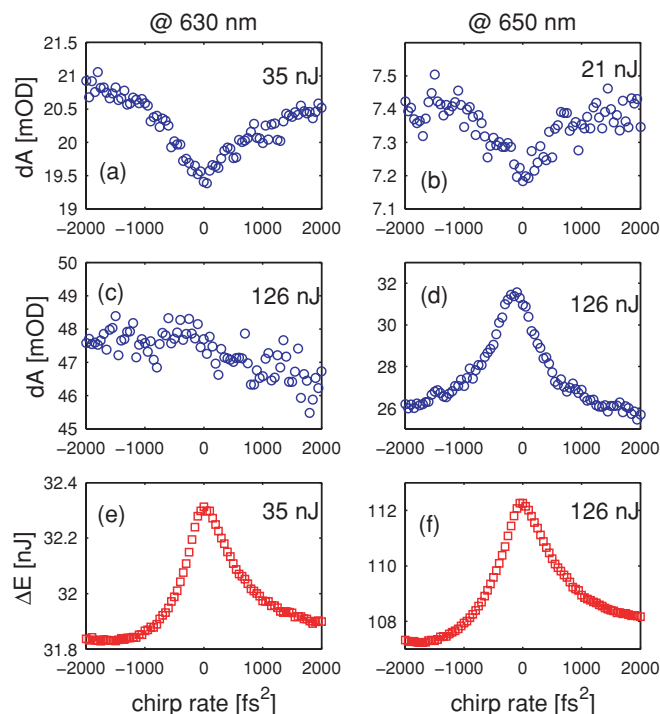 @ 630 nm @ 650 nm
21.5
21
20.5
20
19.5
19
dA [mOD]
35 nJ
(a)
−2000 −1000 0 1000 2000
7.5
7.4
7.3
7.2
7.1
dA [mOD]
21 nJ
(b)
−2000 −1000 0 1000 2000
50
49
48
47
46
45
dA [mOD]
(c)
126 nJ
−2000 −1000 0 1000 2000
32
30
28
26
(d)
126 nJ
−2000 −1000 0 1000 2000
32.4
32.2
32
31.8
ΔE [nJ]
(e)
35 nJ
−2000 −1000 0 1000 2000
chirp rate [fs²]
112
110
108
(f)
126 nJ
−2000 −1000 0 1000 2000
chirp rate [fs²]